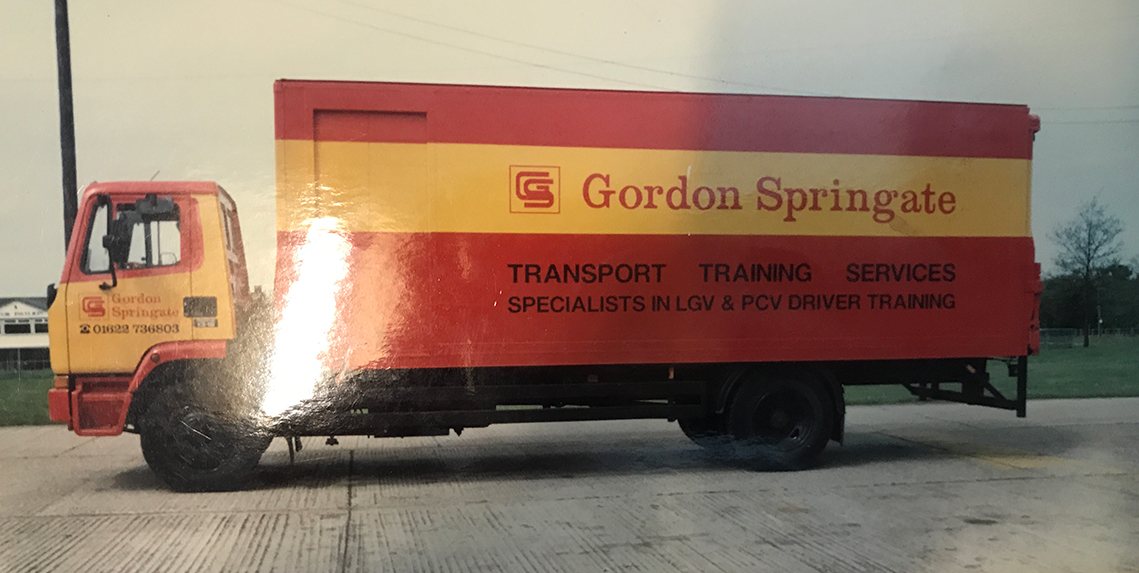 GS Gordon Springate
TRANSPORT TRAINING SERVICES
SPECIALISTS IN LGV & PCV DRIVER TRAINING
GS Gordon
Springate
☎ 01622 736803